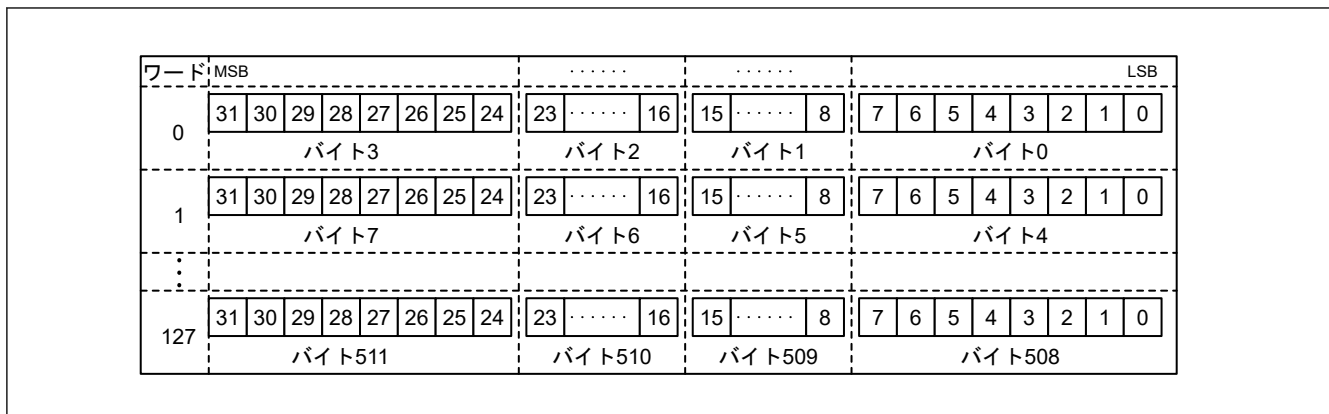 ワード MSB ······ ······ LSB
0 31 30 29 28 27 26 25 24 23 ······ 16 15 ······ 8 7 6 5 4 3 2 1 0
バイト3 バイト2 バイト1 バイト0
1 31 30 29 28 27 26 25 24 23 ······ 16 15 ······ 8 7 6 5 4 3 2 1 0
バイト7 バイト6 バイト5 バイト4
⋮
127 31 30 29 28 27 26 25 24 23 ······ 16 15 ······ 8 7 6 5 4 3 2 1 0
バイト511 バイト510 バイト509 バイト508